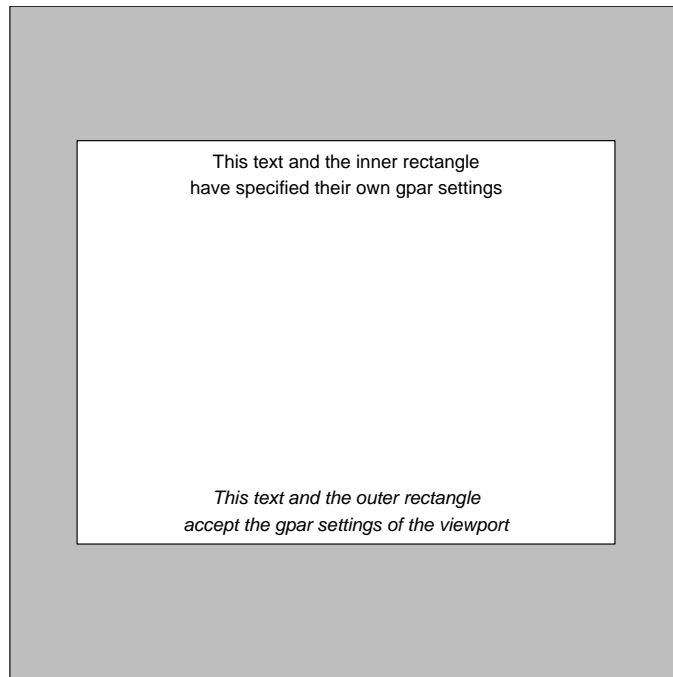 This text and the inner rectangle
have specified their own gpar settings
This text and the outer rectangle
accept the gpar settings of the viewport